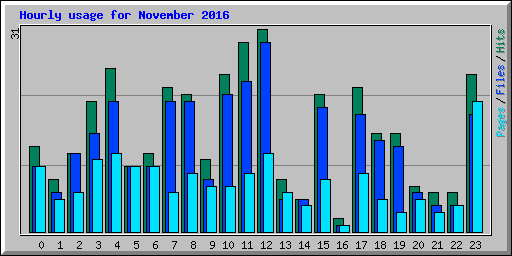 Hourly usage for November 2016
31
Pages/Files/Hits
0 1 2 3 4 5 6 7 8 9 10 11 12 13 14 15 16 17 18 19 20 21 22 23